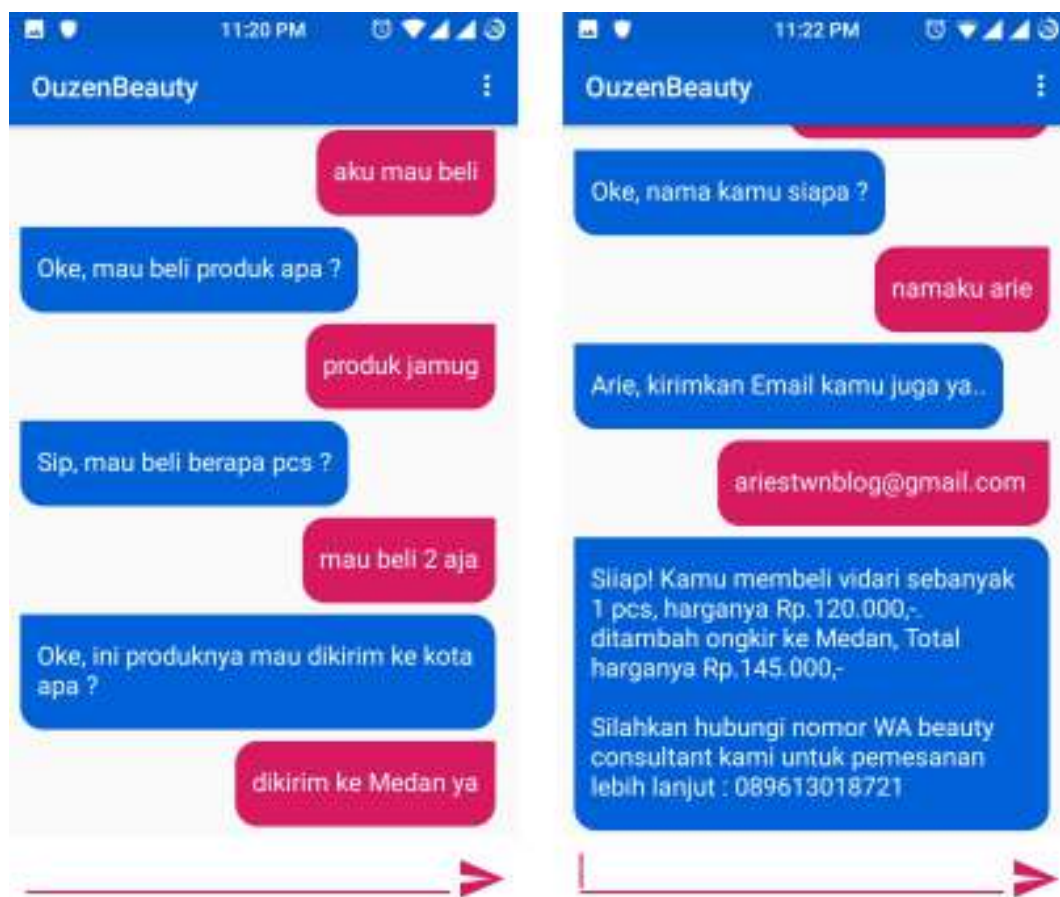 11:20 PM
OuzenBeauty
aku mau beli
Oke, mau beli produk apa ?
produk jamug
Sip, mau beli berapa pcs ?
mau beli 2 aja
Oke, ini produknya mau dikirim ke kota
apa ?
dikirim ke Medan ya
11:22 PM
OuzenBeauty
Oke, nama kamu siapa ?
namaku arie
Arie, kirimkan Email kamu juga ya..
ariestwnblog@gmail.com
Siiap! Kamu membeli vidari sebanyak
1 pcs, harganya Rp.120.000,-.
ditambah ongkir ke Medan, Total
harganya Rp.145.000,-
Silahkan hubungi nomor WA beauty
consultant kami untuk pemesanan
lebih lanjut : 089613018721